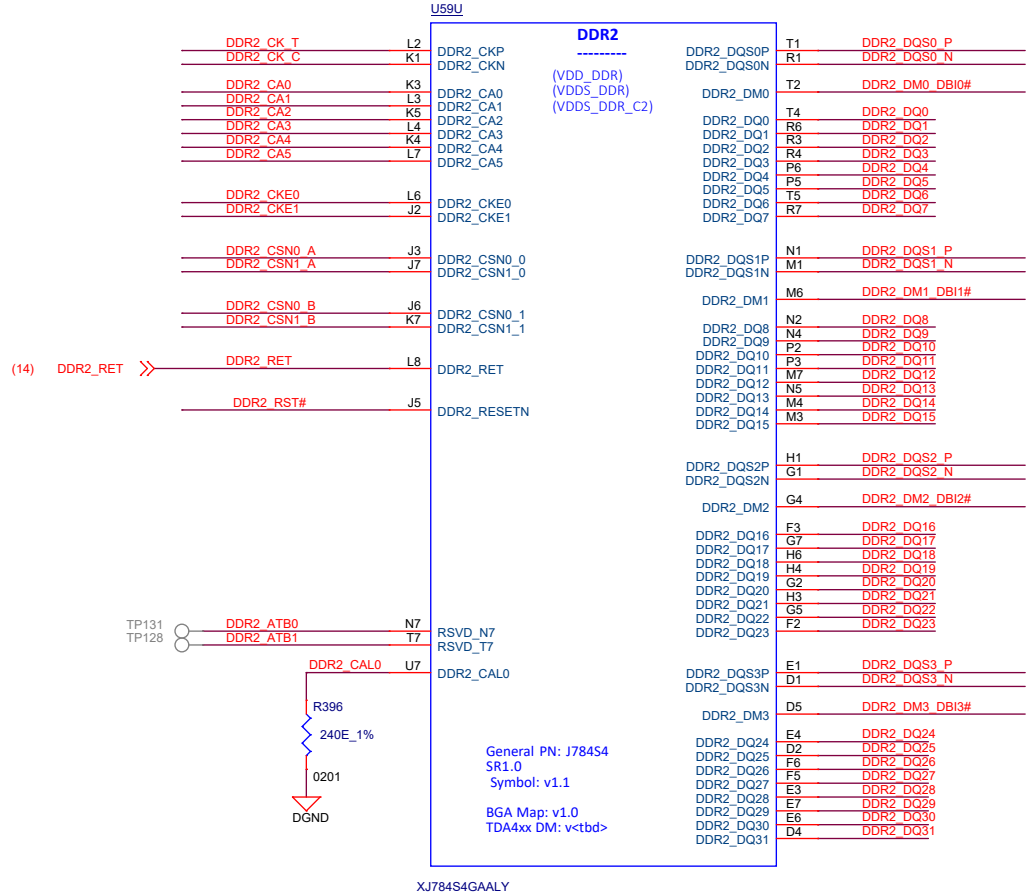 U59U
DDR2
---------
(VDD_DDR)
(VDDS_DDR)
(VDDS_DDR_C2)
DDR2_CK_T L2 DDR2_CKP
DDR2_CK_C K1 DDR2_CKN
DDR2_CA0 K3 DDR2_CA0
DDR2_CA1 L3 DDR2_CA1
DDR2_CA2 K5 DDR2_CA2
DDR2_CA3 L4 DDR2_CA3
DDR2_CA4 K4 DDR2_CA4
DDR2_CA5 L7 DDR2_CA5
DDR2_CKE0 L6 DDR2_CKE0
DDR2_CKE1 J2 DDR2_CKE1
DDR2_CSN0_A J3 DDR2_CSN0_0
DDR2_CSN1_A J7 DDR2_CSN1_0
DDR2_CSN0_B J6 DDR2_CSN0_1
DDR2_CSN1_B K7 DDR2_CSN1_1
(14) DDR2_RET DDR2_RET L8 DDR2_RET
DDR2_RST# J5 DDR2_RESETN
TP131 DDR2_ATB0 N7 RSVD_N7
TP128 DDR2_ATB1 T7 RSVD_T7
DDR2_CAL0 U7 DDR2_CAL0
R396
240E_1%
0201
DGND
DDR2_DQS0P T1 DDR2_DQS0_P
DDR2_DQS0N R1 DDR2_DQS0_N
DDR2_DM0 T2 DDR2_DM0_DBI0#
DDR2_DQ0 T4 DDR2_DQ0
DDR2_DQ1 R6 DDR2_DQ1
DDR2_DQ2 R3 DDR2_DQ2
DDR2_DQ3 R4 DDR2_DQ3
DDR2_DQ4 P6 DDR2_DQ4
DDR2_DQ5 P5 DDR2_DQ5
DDR2_DQ6 T5 DDR2_DQ6
DDR2_DQ7 R7 DDR2_DQ7
DDR2_DQS1P N1 DDR2_DQS1_P
DDR2_DQS1N M1 DDR2_DQS1_N
DDR2_DM1 M6 DDR2_DM1_DBI1#
DDR2_DQ8 N2 DDR2_DQ8
DDR2_DQ9 N4 DDR2_DQ9
DDR2_DQ10 P2 DDR2_DQ10
DDR2_DQ11 P3 DDR2_DQ11
DDR2_DQ12 M7 DDR2_DQ12
DDR2_DQ13 N5 DDR2_DQ13
DDR2_DQ14 M4 DDR2_DQ14
DDR2_DQ15 M3 DDR2_DQ15
DDR2_DQS2P H1 DDR2_DQS2_P
DDR2_DQS2N G1 DDR2_DQS2_N
DDR2_DM2 G4 DDR2_DM2_DBI2#
DDR2_DQ16 F3 DDR2_DQ16
DDR2_DQ17 G7 DDR2_DQ17
DDR2_DQ18 H6 DDR2_DQ18
DDR2_DQ19 H4 DDR2_DQ19
DDR2_DQ20 G2 DDR2_DQ20
DDR2_DQ21 H3 DDR2_DQ21
DDR2_DQ22 G5 DDR2_DQ22
DDR2_DQ23 F2 DDR2_DQ23
DDR2_DQS3P E1 DDR2_DQS3_P
DDR2_DQS3N D1 DDR2_DQS3_N
DDR2_DM3 D5 DDR2_DM3_DBI3#
DDR2_DQ24 E4 DDR2_DQ24
DDR2_DQ25 D2 DDR2_DQ25
DDR2_DQ26 F6 DDR2_DQ26
DDR2_DQ27 F5 DDR2_DQ27
DDR2_DQ28 E3 DDR2_DQ28
DDR2_DQ29 E7 DDR2_DQ29
DDR2_DQ30 E6 DDR2_DQ30
DDR2_DQ31 D4 DDR2_DQ31
General PN: J784S4
SR1.0
Symbol: v1.1
BGA Map: v1.0
TDA4xx DM: v<tbd>
XJ784S4GAALY